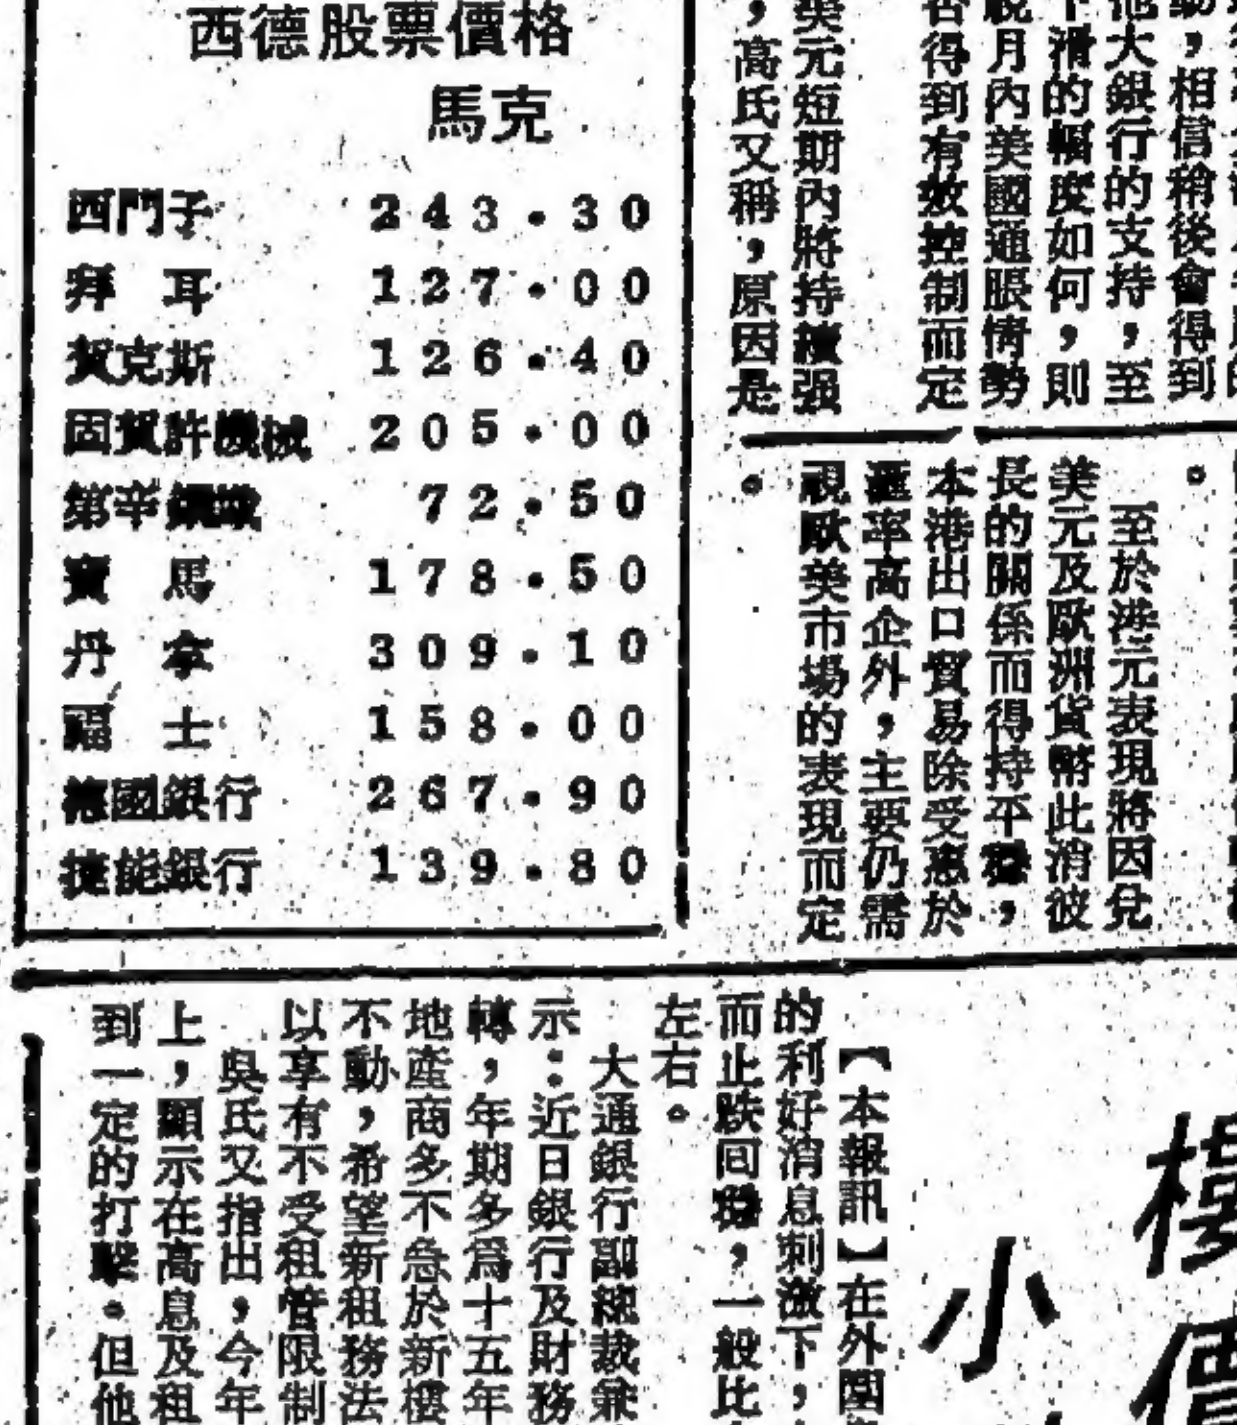 西德股票價格
馬克
西門子 243.30
拜耳 127.00
賀克斯 126.40
固賀許機械 205.00
第辛鋼鐵 72.50
寶馬 178.50
丹拿 309.10
福士 158.00
德國銀行 267.90
捷能銀行 139.80
動，相信稍後會得到
他大銀行的支持，至
下滑的幅度如何，則
視月內美國通脹情勢
否得到有效控制而定
美元短期內將持續强
，高氏又稱，原因是
。
至於港元表現將因兌
美元及歐洲貨幣此消彼
長的關係而得持平穩，
本港出口貿易除受惠於
滙率高企外，主要仍需
視歐美市場的表現而定
。
樓價
小
【本報訊】在外圍
的利好消息刺激下，
而止跌回穩，一般比
左右。
大通銀行副總裁兼
示：近日銀行及財務
轉，年期多爲十五年
地產商多不急於新樓
不動，希望新租務法
以享有不受租管限制
吳氏又指出，今年
上，顯示在高息及租
到一定的打擊。但他